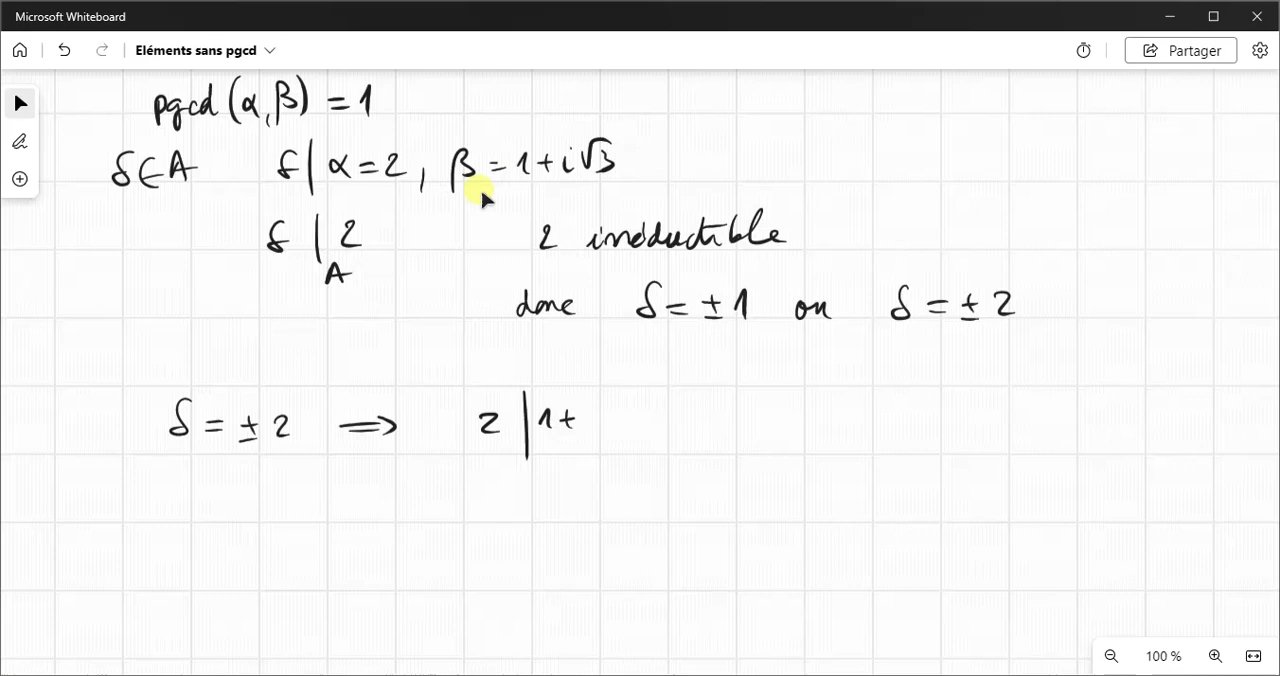 Microsoft Whiteboard
Eléments sans pgcd
Partager
pgcd (α, β) = 1
δ ∈ A δ | α = 2, β = 1 + i√3
δ | 2 2 irréductible
A
donc δ = ± 1 ou δ = ± 2
δ = ± 2 ⟹ 2 | 1 +
100 %